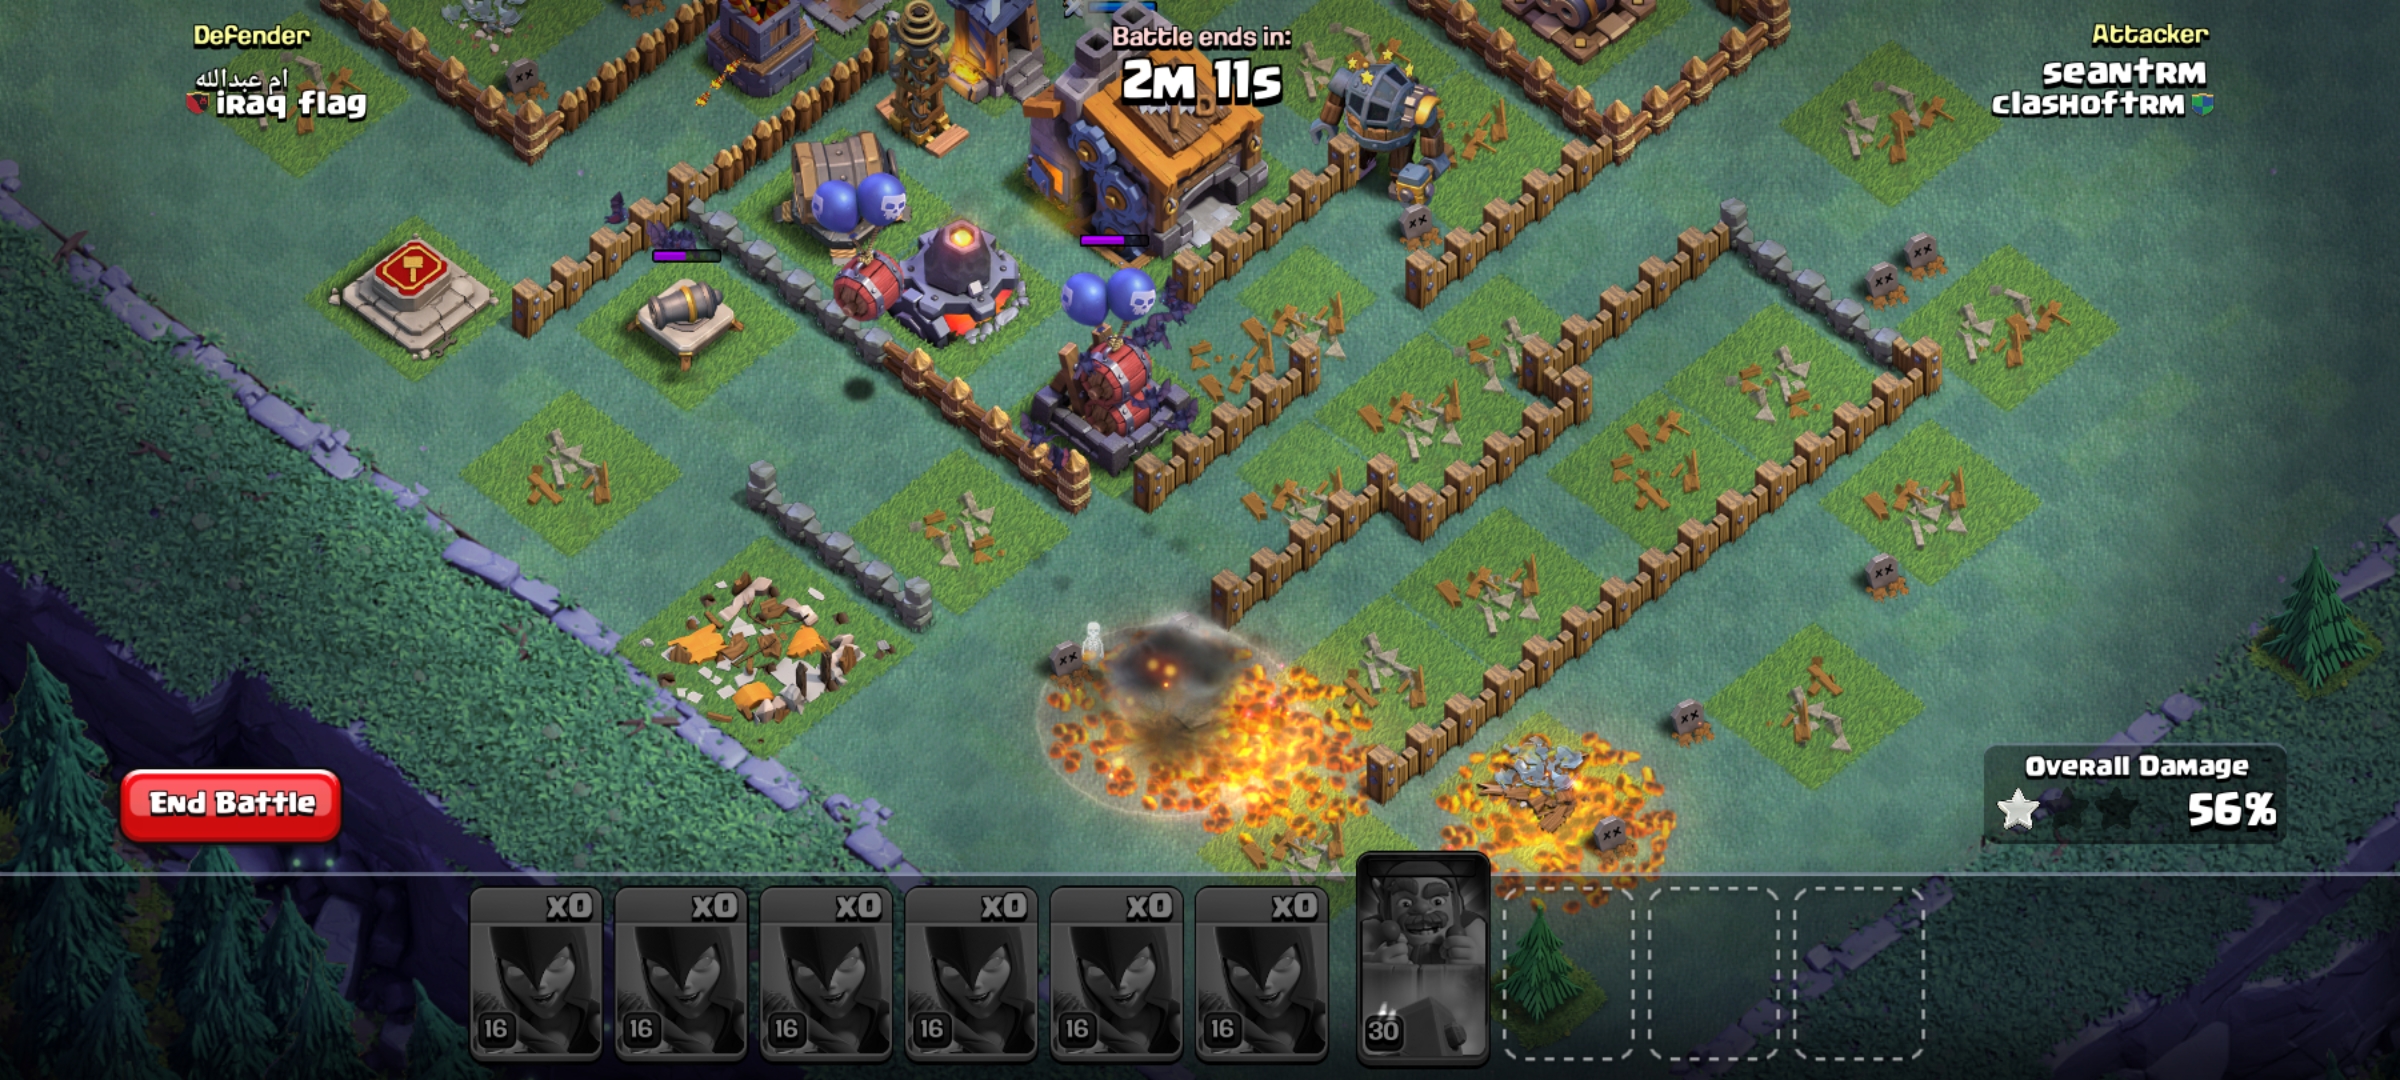 Defender
ام عبدالله
iraq flag
Battle ends in:
2M 11s
Attacker
seantrm
clashoftrm
End Battle
Overall Damage
56%
x0
x0
x0
x0
x0
x0
16
16
16
16
16
16
30